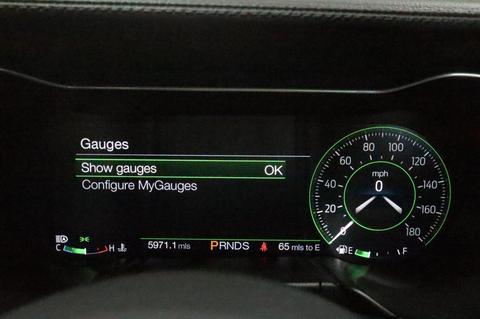 Gauges
Show gauges OK
Configure MyGauges
mph
0
0 20 40 60 80 100 120 140 160 180
C H 5971.1 mls PRNDS 65 mls to E E F